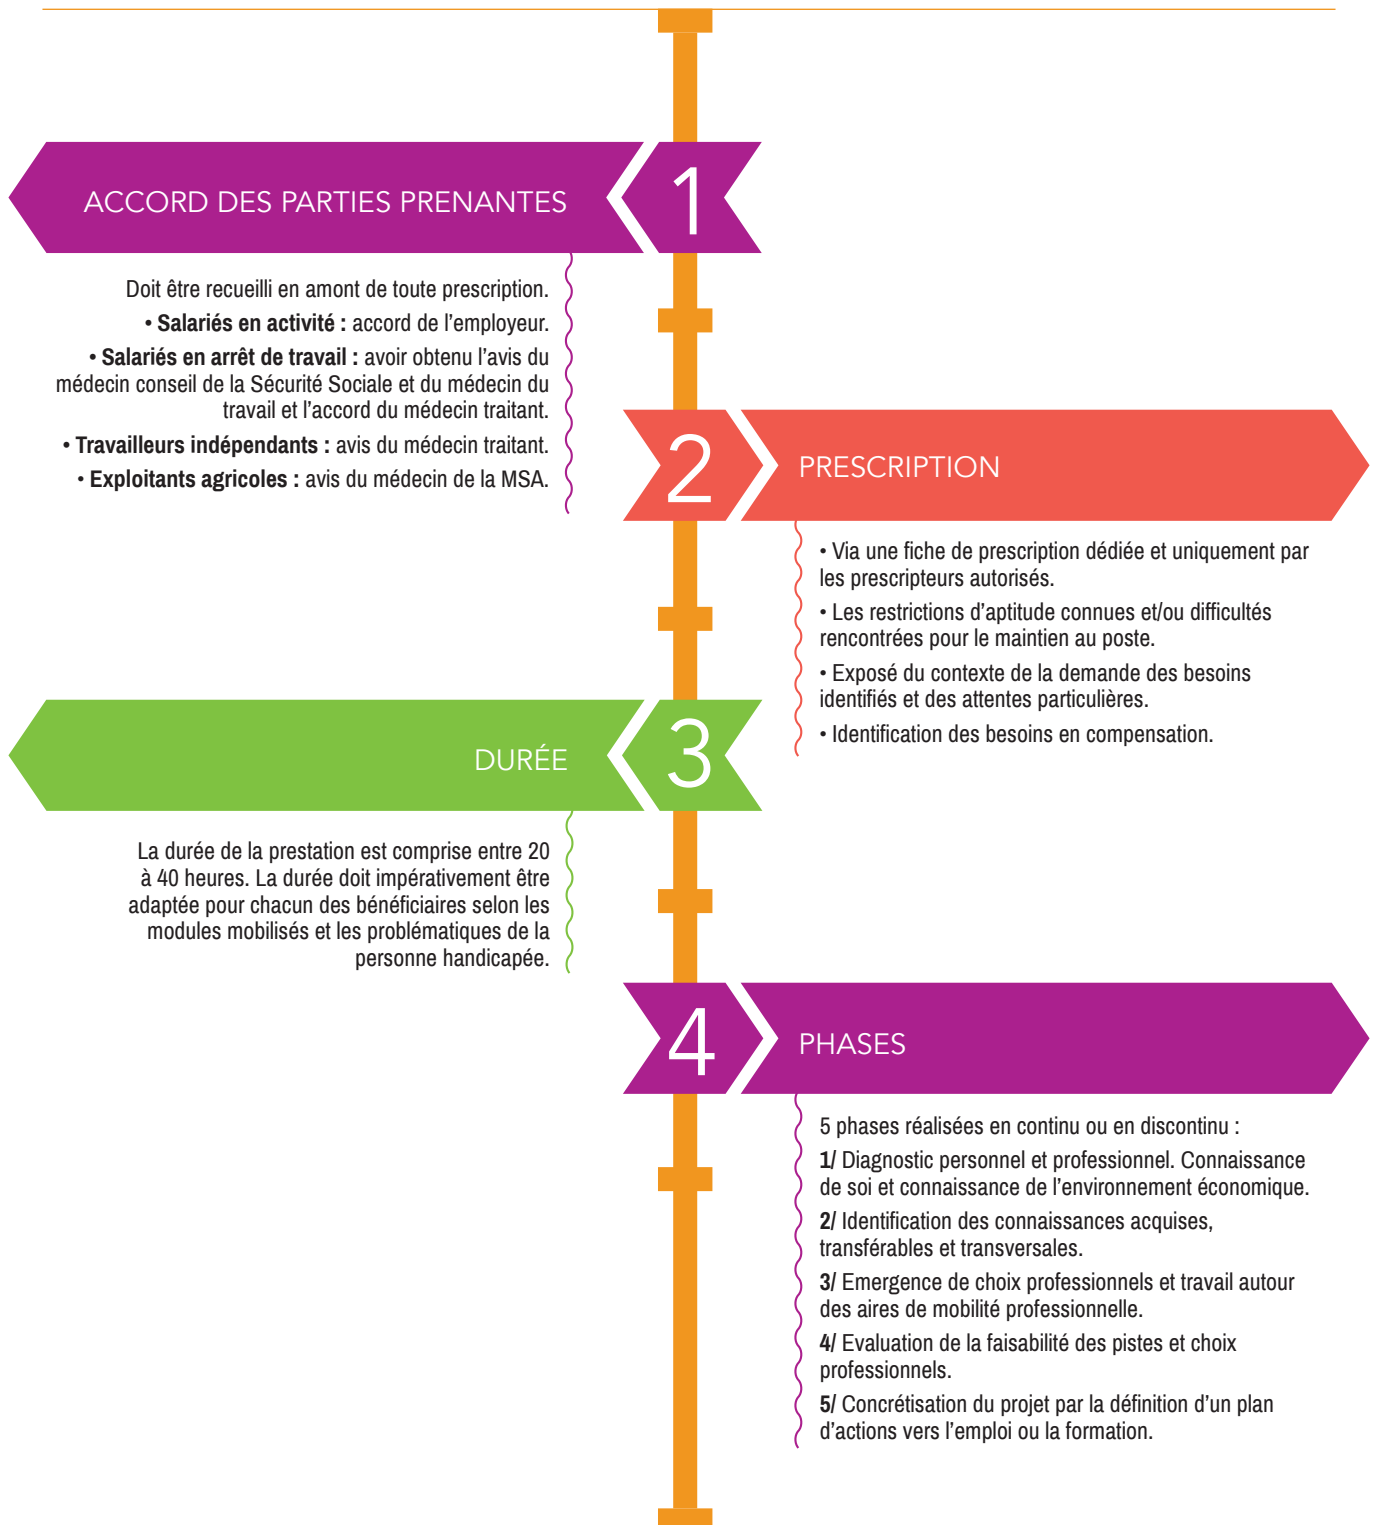 1
ACCORD DES PARTIES PRENANTES
Doit être recueilli en amont de toute prescription.
• Salariés en activité : accord de l’employeur.
• Salariés en arrêt de travail : avoir obtenu l’avis du
médecin conseil de la Sécurité Sociale et du médecin du
travail et l’accord du médecin traitant.
• Travailleurs indépendants : avis du médecin traitant.
• Exploitants agricoles : avis du médecin de la MSA.
2
PRESCRIPTION
• Via une fiche de prescription dédiée et uniquement par
les prescripteurs autorisés.
• Les restrictions d’aptitude connues et/ou difficultés
rencontrées pour le maintien au poste.
• Exposé du contexte de la demande des besoins
identifiés et des attentes particulières.
• Identification des besoins en compensation.
3
DURÉE
La durée de la prestation est comprise entre 20
à 40 heures. La durée doit impérativement être
adaptée pour chacun des bénéficiaires selon les
modules mobilisés et les problématiques de la
personne handicapée.
4
PHASES
5 phases réalisées en continu ou en discontinu :
1/ Diagnostic personnel et professionnel. Connaissance
de soi et connaissance de l’environnement économique.
2/ Identification des connaissances acquises,
transférables et transversales.
3/ Emergence de choix professionnels et travail autour
des aires de mobilité professionnelle.
4/ Evaluation de la faisabilité des pistes et choix
professionnels.
5/ Concrétisation du projet par la définition d’un plan
d’actions vers l’emploi ou la formation.